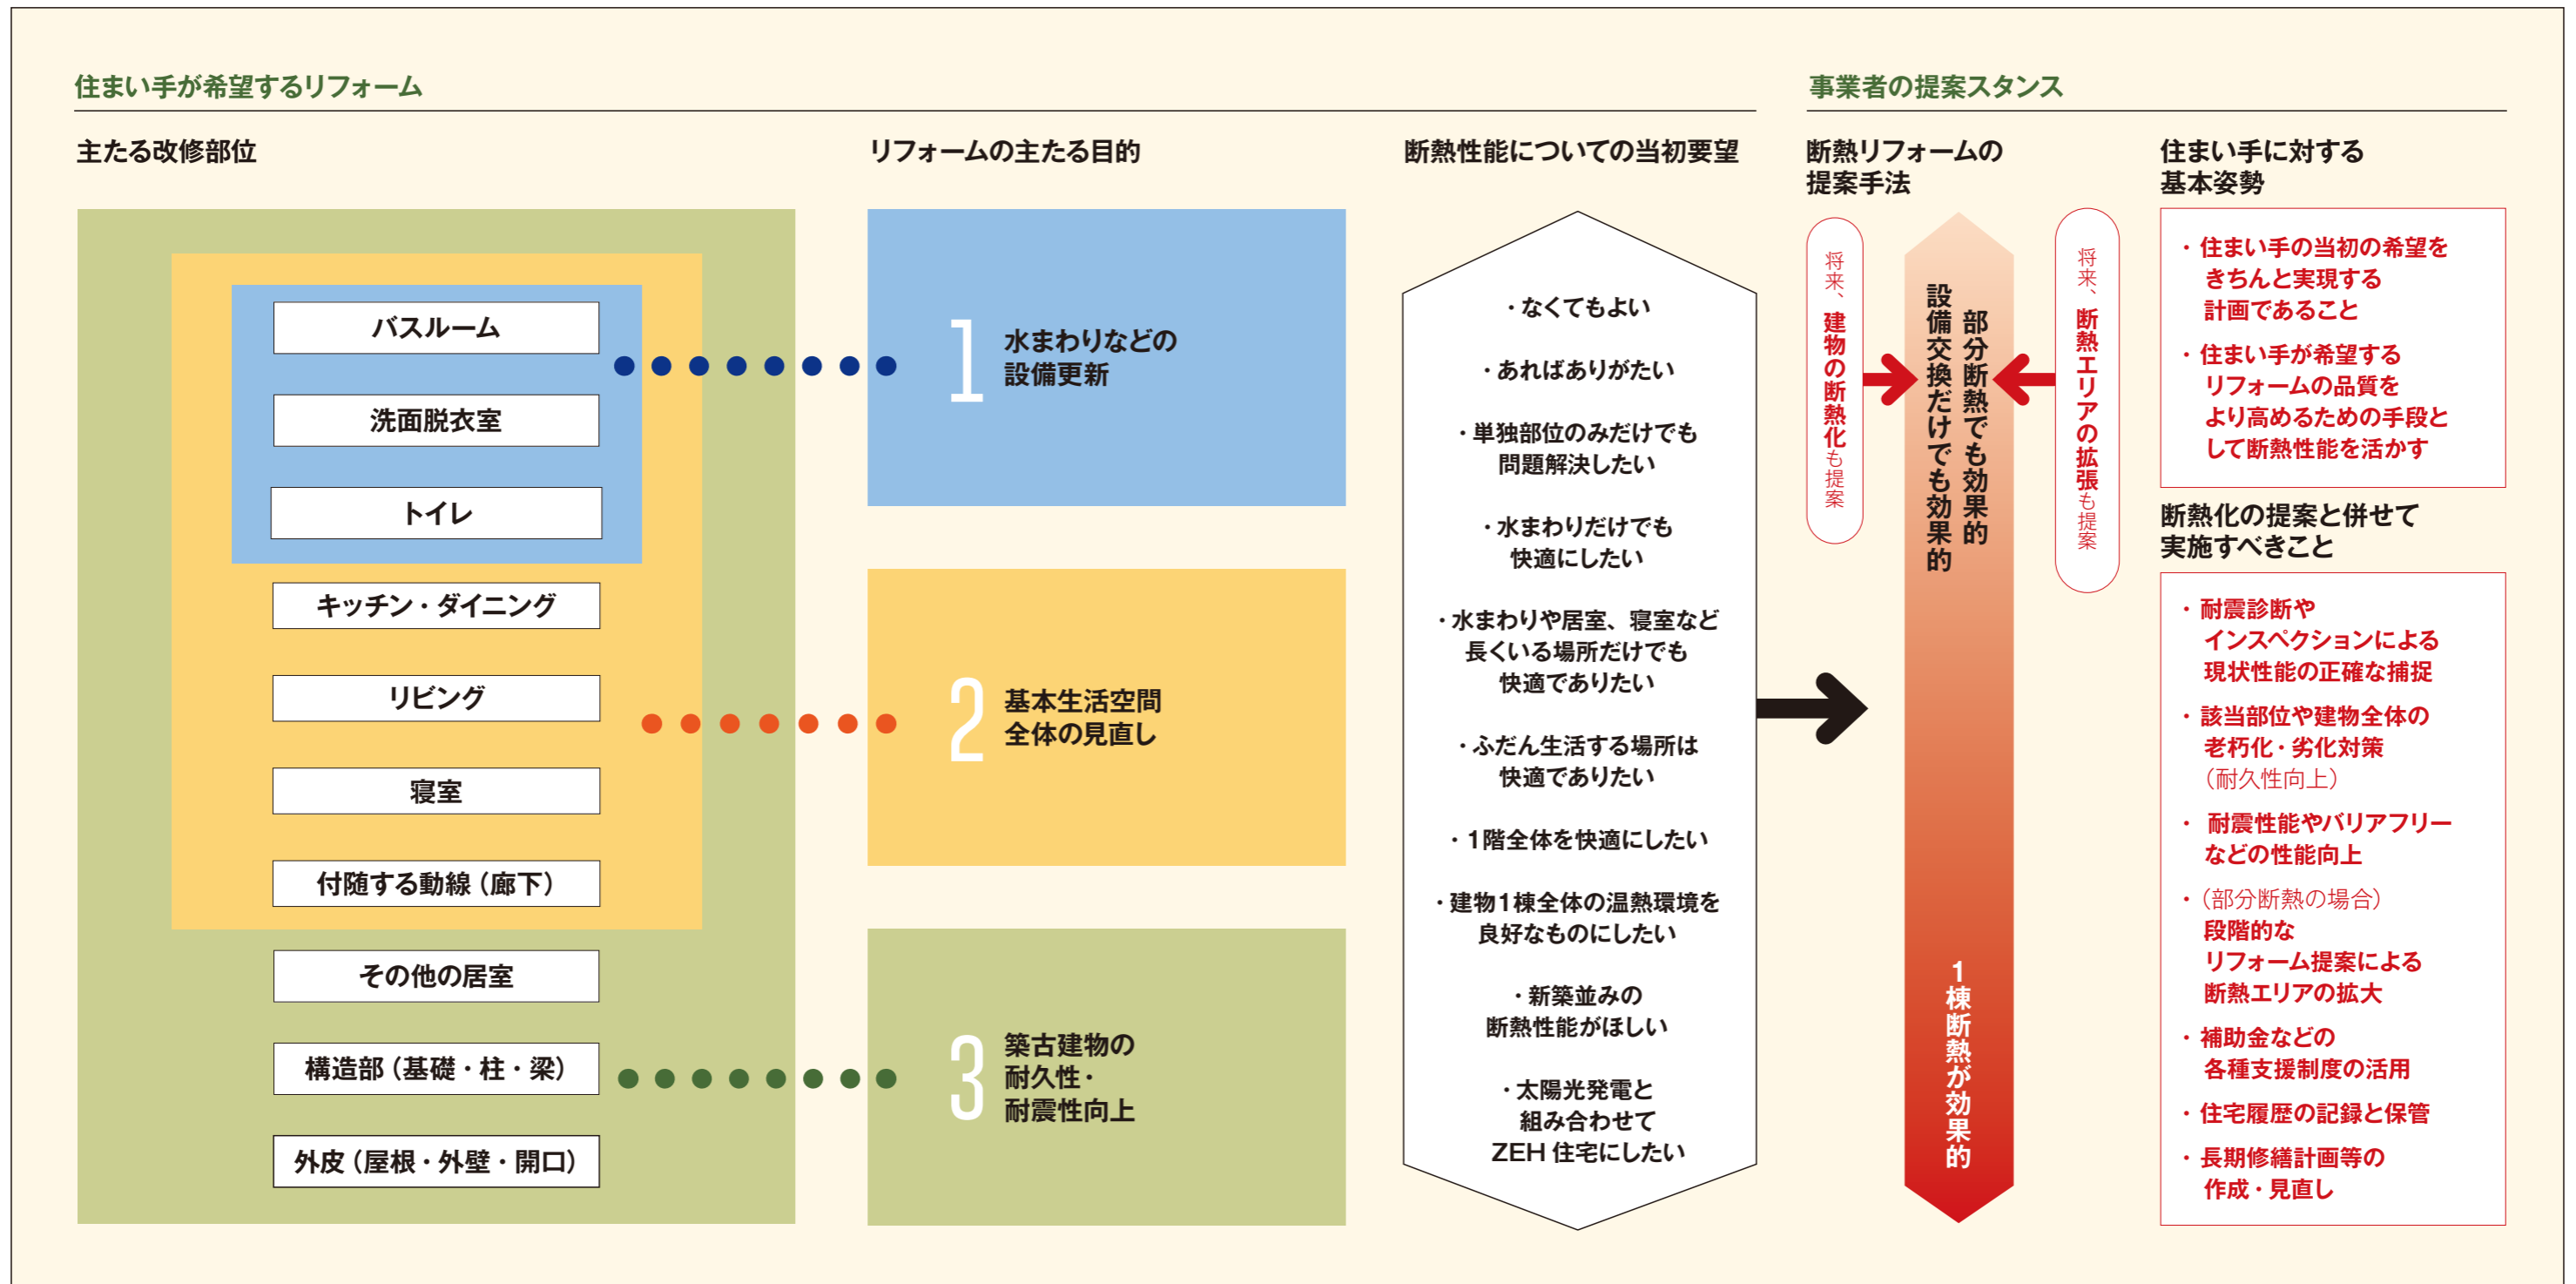 住まい手が希望するリフォーム
主たる改修部位
バスルーム
洗面脱衣室
トイレ
キッチン・ダイニング
リビング
寝室
付随する動線（廊下）
その他の居室
構造部（基礎・柱・梁）
外皮（屋根・外壁・開口）
リフォームの主たる目的
1
水まわりなどの
設備更新
2
基本生活空間
全体の見直し
3
築古建物の
耐久性・
耐震性向上
断熱性能についての当初要望
・なくてもよい
・あればありがたい
・単独部位のみだけでも
問題解決したい
・水まわりだけでも
快適にしたい
・水まわりや居室、寝室など
長くいる場所だけでも
快適でありたい
・ふだん生活する場所は
快適でありたい
・1階全体を快適にしたい
・建物1棟全体の温熱環境を
良好なものにしたい
・新築並みの
断熱性能がほしい
・太陽光発電と
組み合わせて
ZEH 住宅にしたい
事業者の提案スタンス
断熱リフォームの
提案手法
将来、建物の断熱化も提案
部分断熱でも効果的
設備交換だけでも効果的
将来、断熱エリアの拡張も提案
1棟断熱が効果的
住まい手に対する
基本姿勢
・住まい手の当初の希望を
きちんと実現する
計画であること
・住まい手が希望する
リフォームの品質を
より高めるための手段と
して断熱性能を活かす
断熱化の提案と併せて
実施すべきこと
・耐震診断や
インスペクションによる
現状性能の正確な捕捉
・該当部位や建物全体の
老朽化・劣化対策
（耐久性向上）
・ 耐震性能やバリアフリー
などの性能向上
・（部分断熱の場合）
段階的な
リフォーム提案による
断熱エリアの拡大
・補助金などの
各種支援制度の活用
・住宅履歴の記録と保管
・長期修繕計画等の
作成・見直し